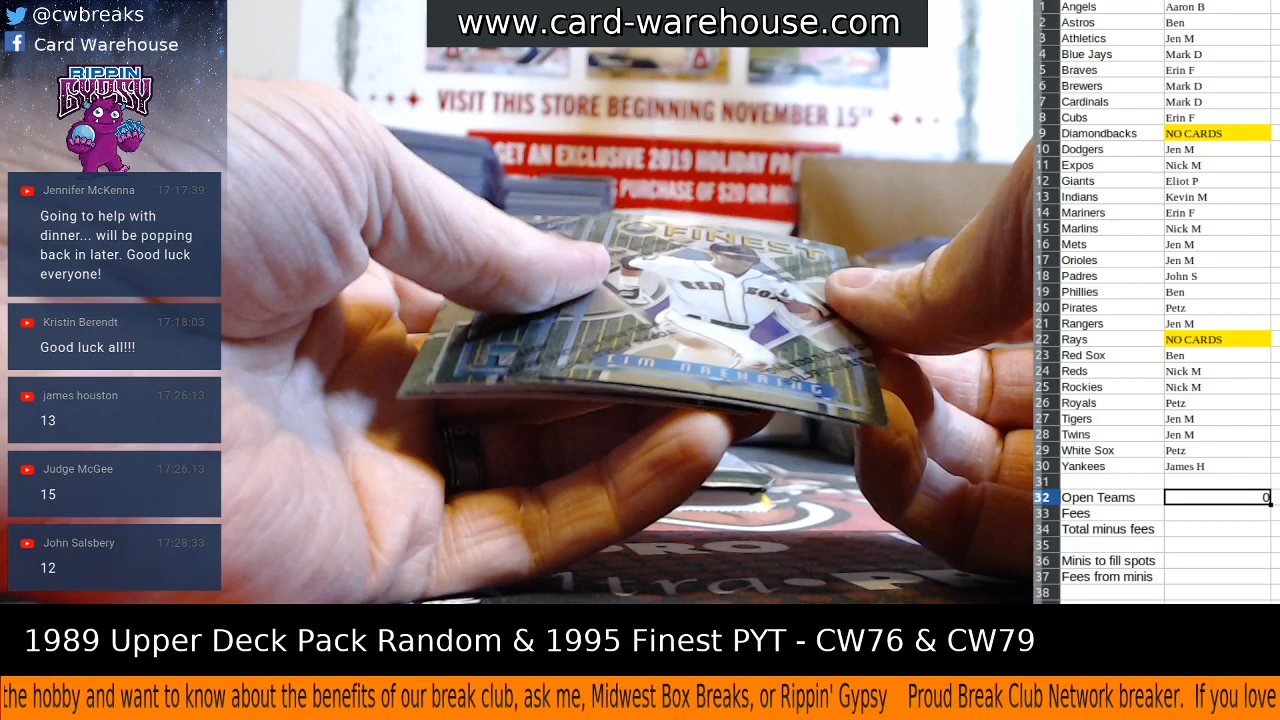 @cwbreaks
Card Warehouse
RIPPIN
GYPSY
Jennifer McKenna 17:17:39
Going to help with
dinner... will be popping
back in later. Good luck
everyone!
Kristin Berendt 17:18:03
Good luck all!!!
james houston 17:26:13
13
Judge McGee 17:26:13
15
John Salsbery 17:28:33
12
www.card-warehouse.com
VISIT THIS STORE BEGINNING NOVEMBER 15TH
GET AN EXCLUSIVE 2019 HOLIDAY
PURCHASE OF $20 OR
FINEST
RED SOX
TIM NAEHRING
PRO
1 Angels Aaron B
2 Astros Ben
3 Athletics Jen M
4 Blue Jays Mark D
5 Braves Erin F
6 Brewers Mark D
7 Cardinals Mark D
8 Cubs Erin F
9 Diamondbacks NO CARDS
10 Dodgers Jen M
11 Expos Nick M
12 Giants Eliot P
13 Indians Kevin M
14 Mariners Erin F
15 Marlins Nick M
16 Mets Jen M
17 Orioles Jen M
18 Padres John S
19 Phillies Ben
20 Pirates Petz
21 Rangers Jen M
22 Rays NO CARDS
23 Red Sox Ben
24 Reds Nick M
25 Rockies Nick M
26 Royals Petz
27 Tigers Jen M
28 Twins Jen M
29 White Sox Petz
30 Yankees James H
31
32 Open Teams 0
33 Fees
34 Total minus fees
35
36 Minis to fill spots
37 Fees from minis
38
1989 Upper Deck Pack Random & 1995 Finest PYT - CW76 & CW79
the hobby and want to know about the benefits of our break club, ask me, Midwest Box Breaks, or Rippin' Gypsy Proud Break Club Network breaker. If you love